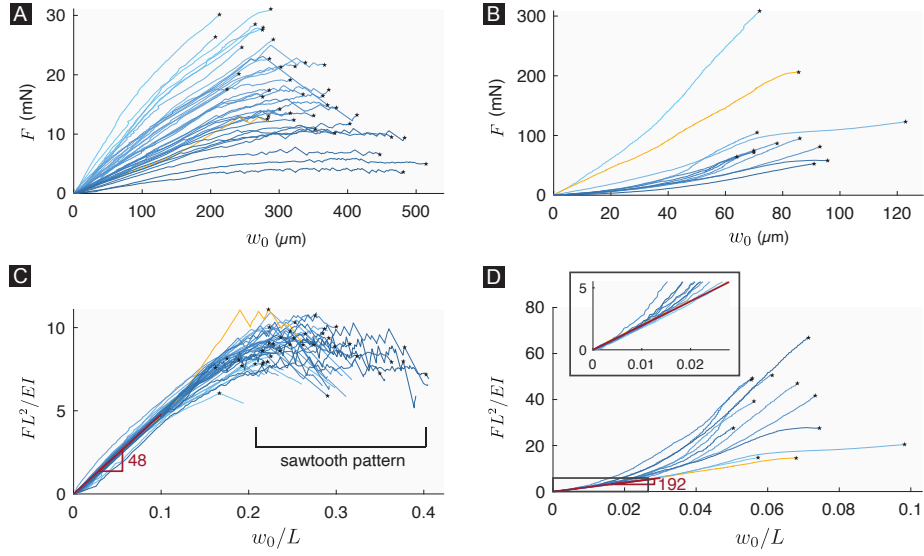 A
30
20
10
0
F (mN)
0 100 200 300 400 500
w₀ (μm)
B
300
200
100
0
F (mN)
0 20 40 60 80 100 120
w₀ (μm)
C
10
5
0
FL²/EI
48
sawtooth pattern
0 0.1 0.2 0.3 0.4
w₀/L
D
80
60
40
20
0
FL²/EI
5
0
0 0.01 0.02
192
0 0.02 0.04 0.06 0.08 0.1
w₀/L